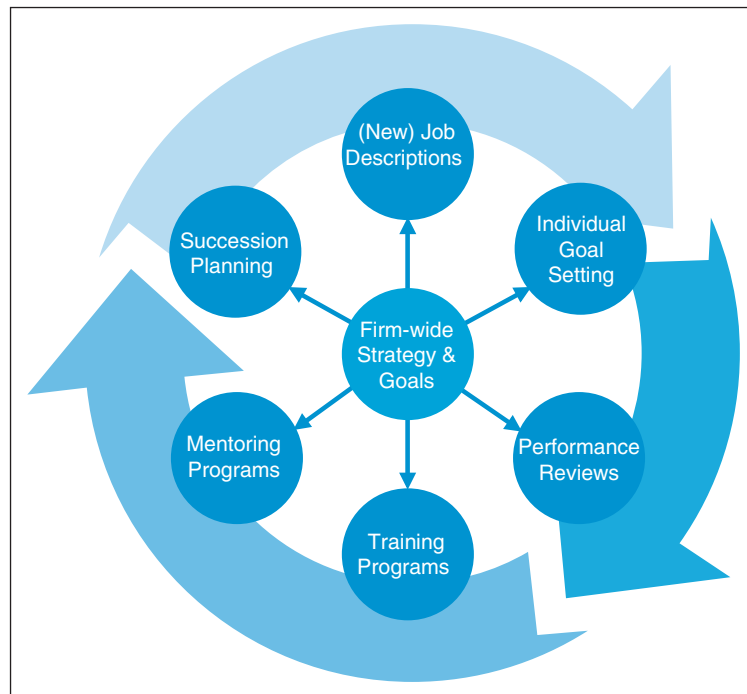 (New) Job
Descriptions
Individual
Goal
Setting
Performance
Reviews
Training
Programs
Mentoring
Programs
Succession
Planning
Firm-wide
Strategy &
Goals